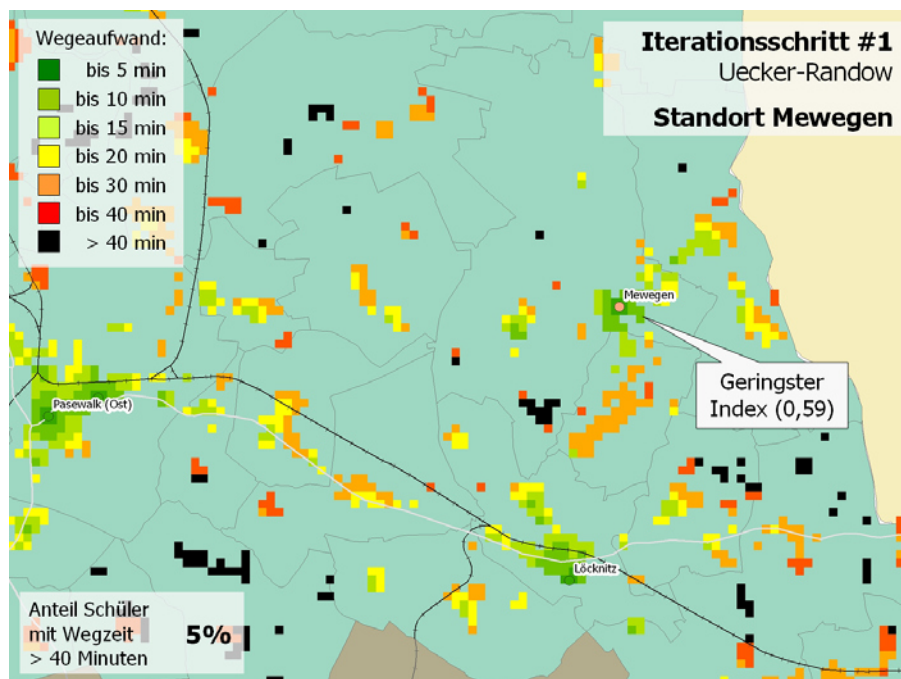 Wegeaufwand:
bis 5 min
bis 10 min
bis 15 min
bis 20 min
bis 30 min
bis 40 min
> 40 min
Iterationsschritt #1
Uecker-Randow
Standort Mewegen
Mewegen
Geringster
Index (0,59)
Pasewalk (Ost)
Löcknitz
Anteil Schüler
mit Wegzeit
> 40 Minuten
5%